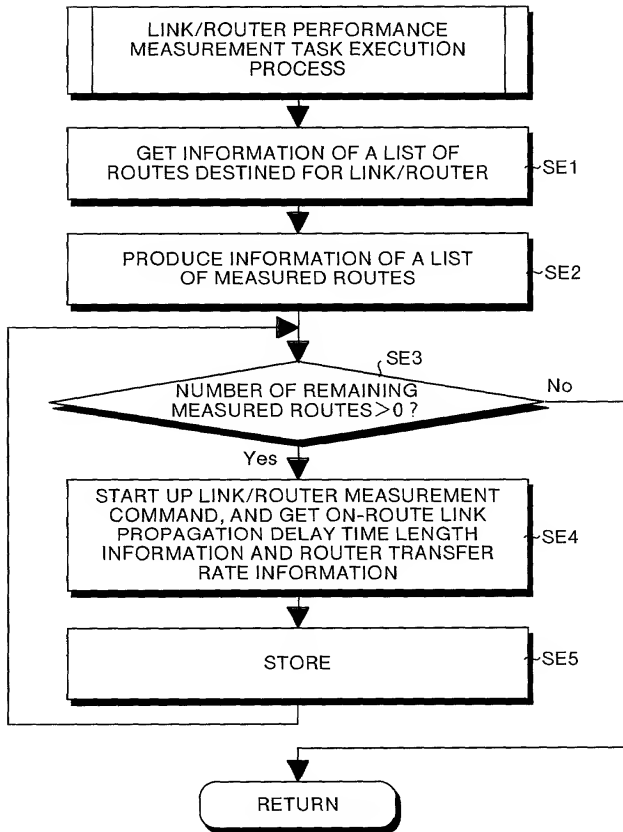 LINK/ROUTER PERFORMANCE
MEASUREMENT TASK EXECUTION
PROCESS
GET INFORMATION OF A LIST OF
ROUTES DESTINED FOR LINK/ROUTER
SE1
PRODUCE INFORMATION OF A LIST
OF MEASURED ROUTES
SE2
SE3
NUMBER OF REMAINING
MEASURED ROUTES>0 ?
No
Yes
START UP LINK/ROUTER MEASUREMENT
COMMAND, AND GET ON-ROUTE LINK
PROPAGATION DELAY TIME LENGTH
INFORMATION AND ROUTER TRANSFER
RATE INFORMATION
SE4
STORE
SE5
RETURN